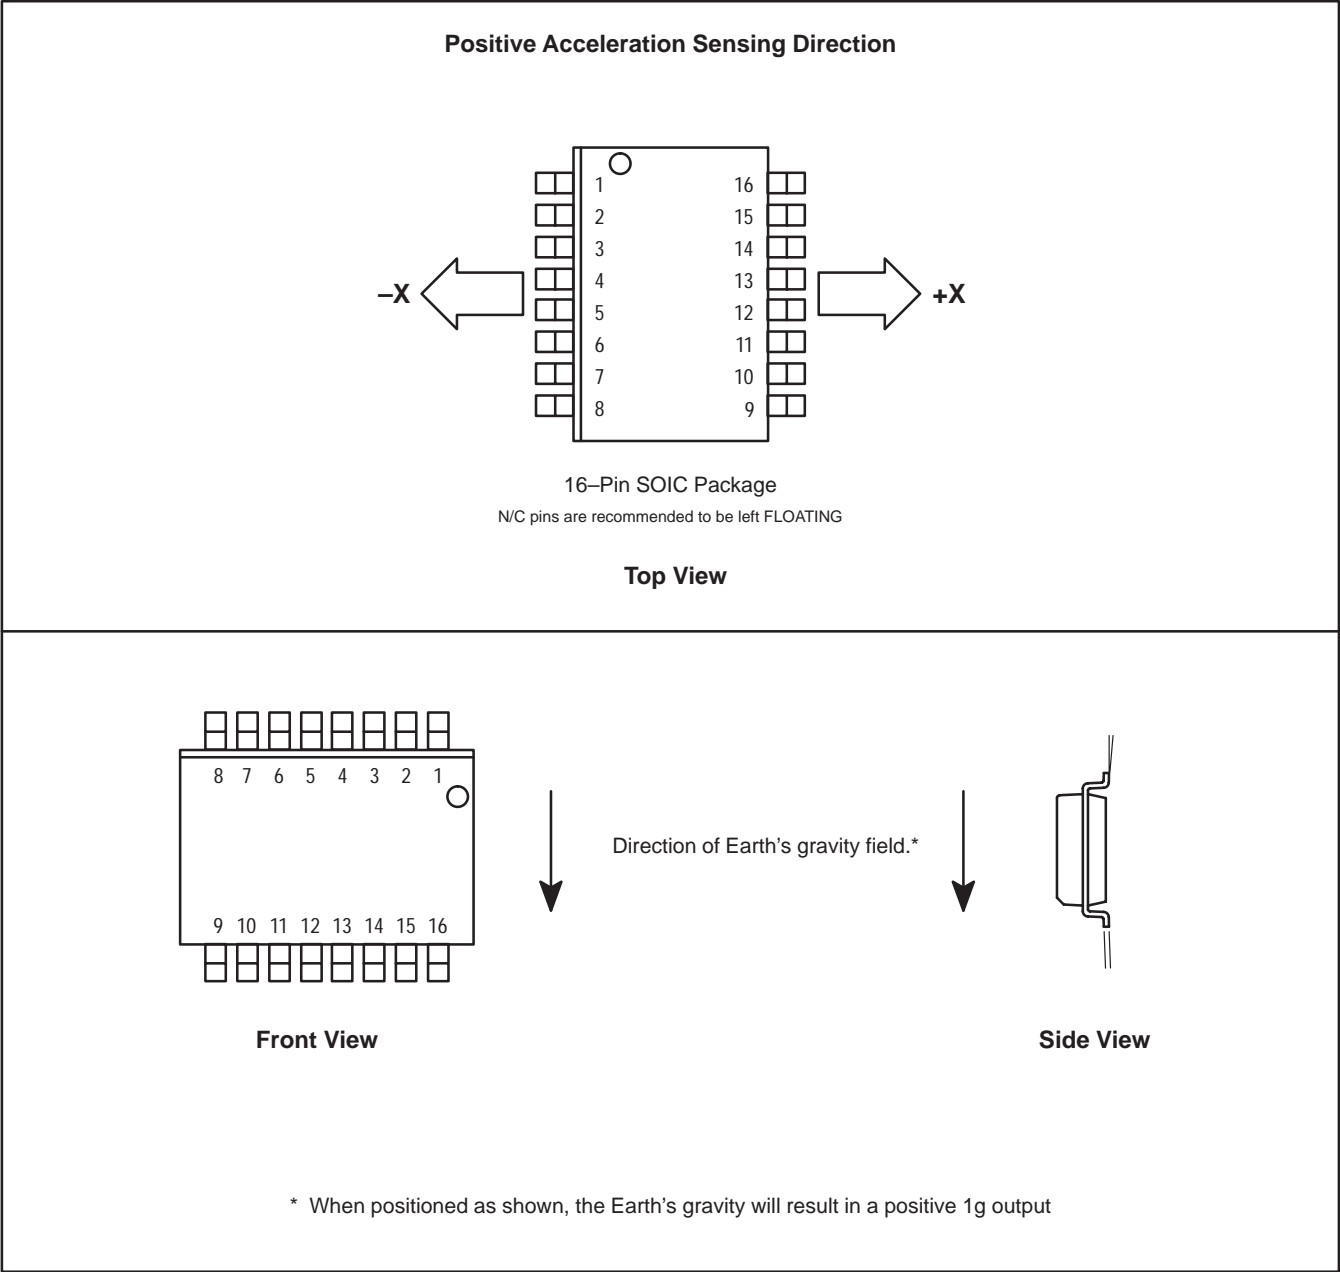 Positive Acceleration Sensing Direction
1 16
2 15
3 14
4 13
–X +X
5 12
6 11
7 10
8 9
16–Pin SOIC Package
N/C pins are recommended to be left FLOATING
Top View
8 7 6 5 4 3 2 1
Direction of Earth’s gravity field.*
9 10 11 12 13 14 15 16
Front View
Side View
* When positioned as shown, the Earth’s gravity will result in a positive 1g output